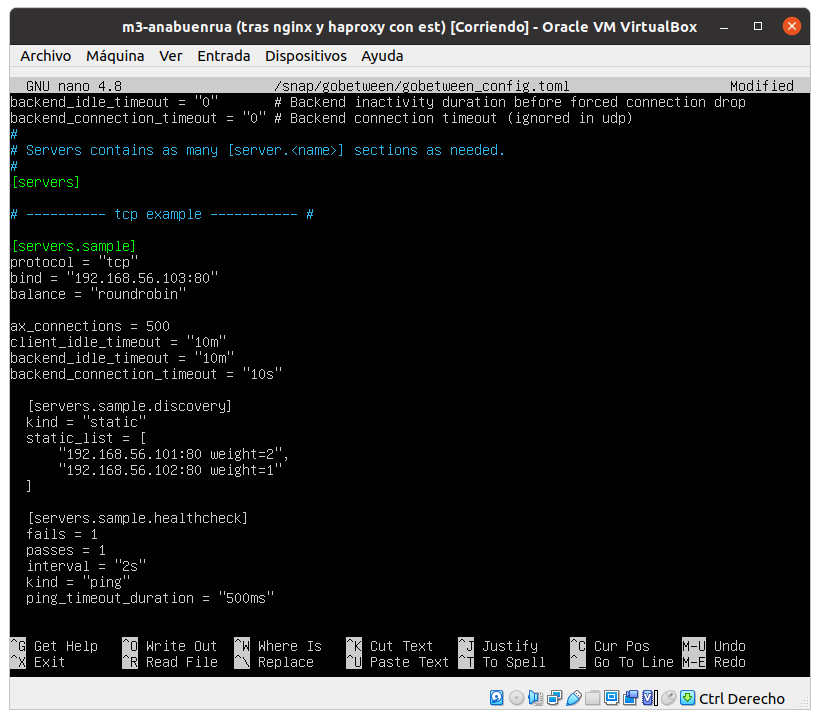 m3-anabuenrua (tras nginx y haproxy con est) [Corriendo] - Oracle VM VirtualBox
Archivo Máquina Ver Entrada Dispositivos Ayuda
GNU nano 4.8 /snap/gobetween/gobetween_config.toml Modified
backend_idle_timeout = "0" # Backend inactivity duration before forced connection drop
backend_connection_timeout = "0" # Backend connection timeout (ignored in udp)
#
# Servers contains as many [server.<name>] sections as needed.
#
[servers]
# ---------- tcp example ----------- #
[servers.sample]
protocol = "tcp"
bind = "192.168.56.103:80"
balance = "roundrobin"
ax_connections = 500
client_idle_timeout = "10m"
backend_idle_timeout = "10m"
backend_connection_timeout = "10s"
[servers.sample.discovery]
kind = "static"
static_list = [
"192.168.56.101:80 weight=2",
"192.168.56.102:80 weight=1"
]
[servers.sample.healthcheck]
fails = 1
passes = 1
interval = "2s"
kind = "ping"
ping_timeout_duration = "500ms"
^G Get Help ^O Write Out ^W Where Is ^K Cut Text ^J Justify ^C Cur Pos M-U Undo
^X Exit ^R Read File ^\ Replace ^U Paste Text ^T To Spell ^_ Go To Line M-E Redo
Ctrl Derecho